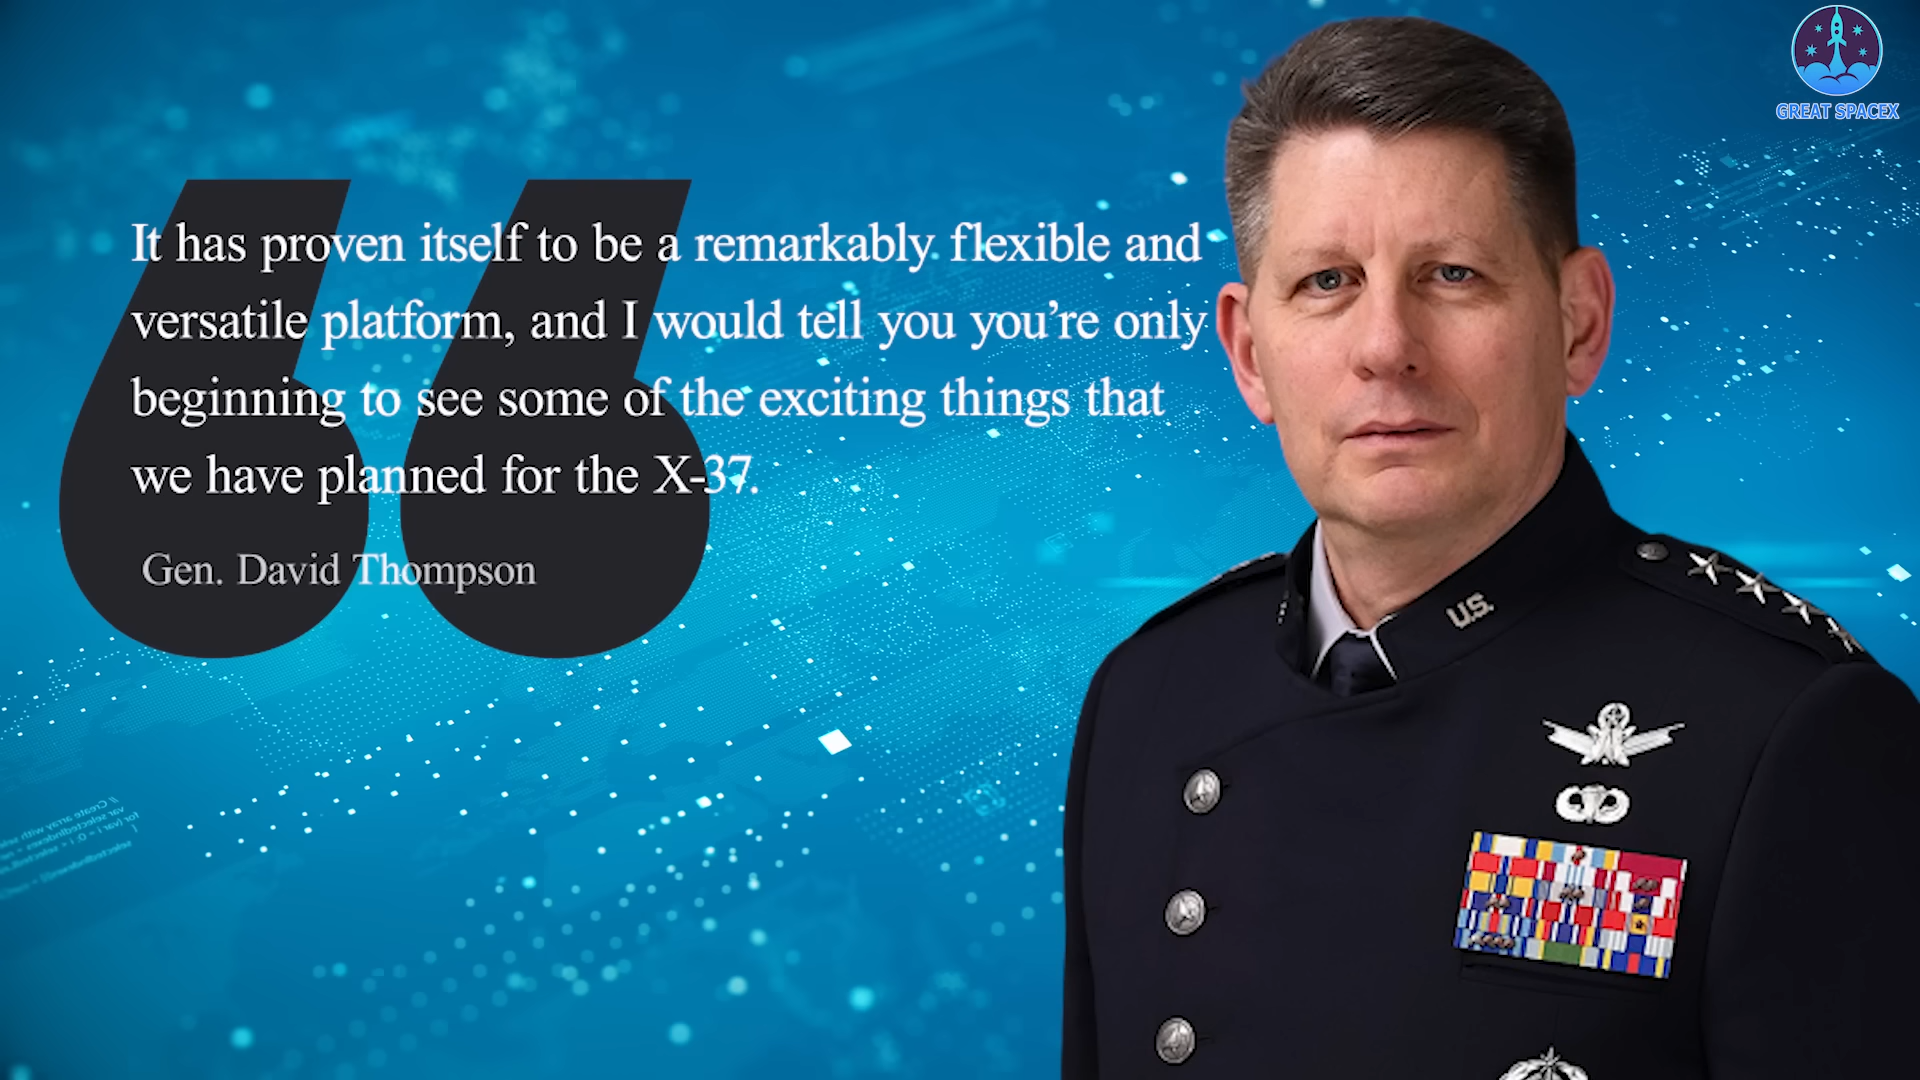 GREAT SPACEX
It has proven itself to be a remarkably flexible and
versatile platform, and I would tell you you're only
beginning to see some of the exciting things that
we have planned for the X-37.
Gen. David Thompson
U.S.